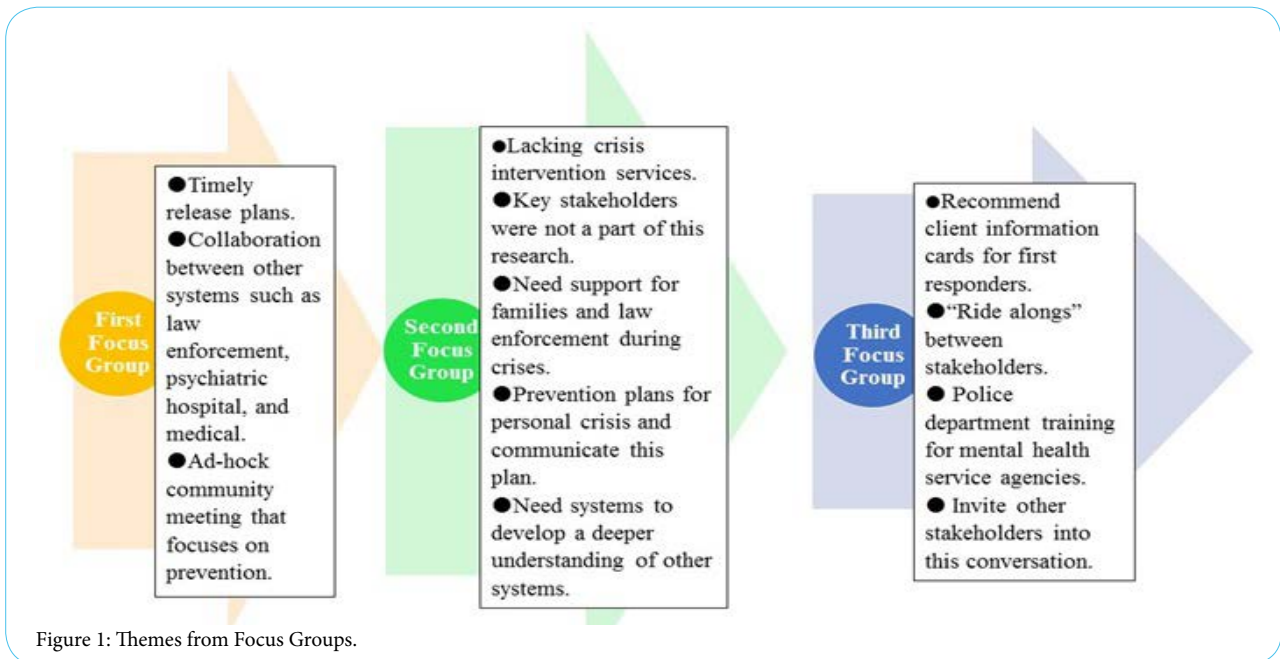 First
Focus
Group
●Timely
release plans.
●Collaboration
between other
systems such as
law
enforcement,
psychiatric
hospital, and
medical.
●Ad-hock
community
meeting that
focuses on
prevention.
Second
Focus
Group
●Lacking crisis
intervention services.
●Key stakeholders
were not a part of this
research.
●Need support for
families and law
enforcement during
crises.
●Prevention plans for
personal crisis and
communicate this
plan.
●Need systems to
develop a deeper
understanding of other
systems.
Third
Focus
Group
●Recommend
client information
cards for first
responders.
●“Ride alongs”
between
stakeholders.
● Police
department training
for mental health
service agencies.
● Invite other
stakeholders into
this conversation.
Figure 1: Themes from Focus Groups.